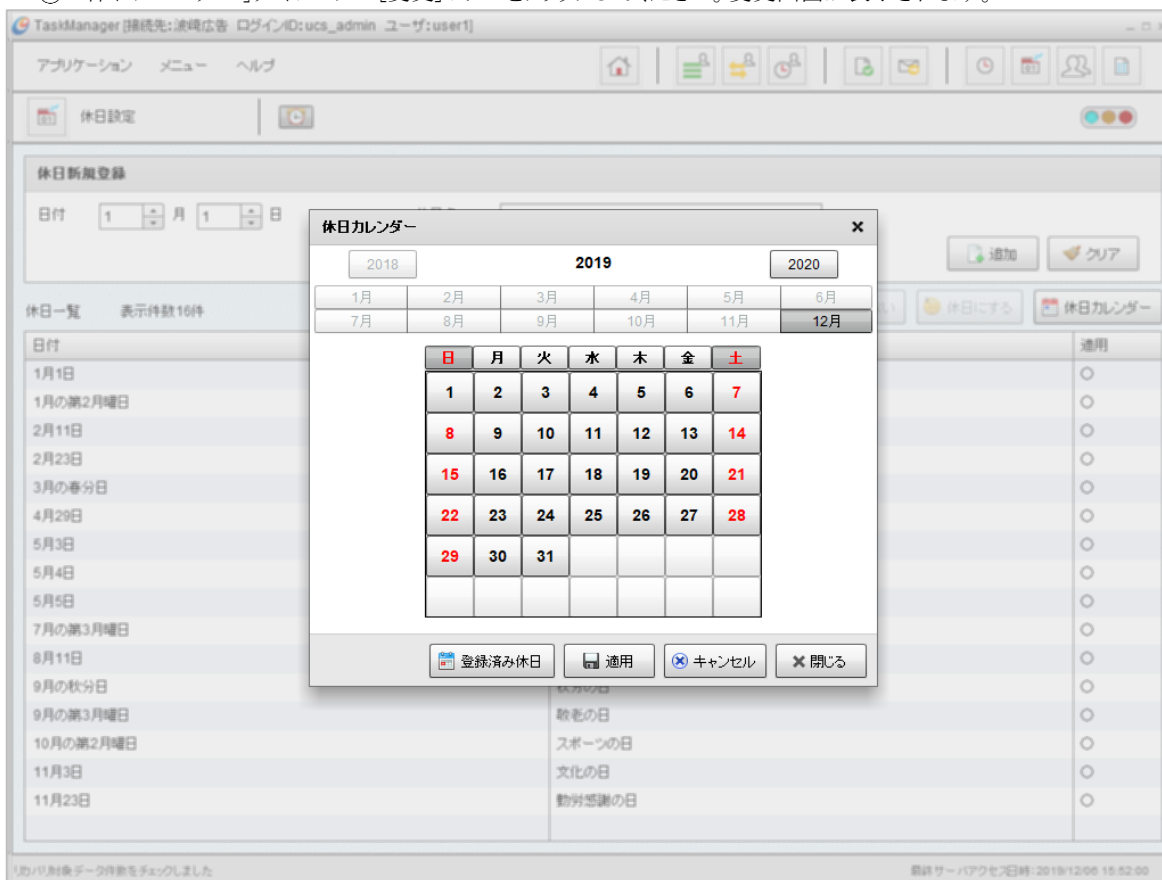 TaskManager [接続先:波崎広告 ログインID:ucs_admin ユーザ:user1]
アプリケーション メニュー ヘルプ
休日設定
休日新規登録
日付 1 月 1 日
追加 クリア
休日一覧 表示件数16件
休日にする 休日カレンダー
日付 適用
1月1日
1月の第2月曜日
2月11日
2月23日
3月の春分日
4月29日
5月3日
5月4日
5月5日
7月の第3月曜日
8月11日
9月の秋分日 秋分の日
9月の第3月曜日 敬老の日
10月の第2月曜日 スポーツの日
11月3日 文化の日
11月23日 勤労感謝の日
休日カレンダー
2018 2019 2020
1月 2月 3月 4月 5月 6月
7月 8月 9月 10月 11月 12月
日 月 火 水 木 金 土
1 2 3 4 5 6 7
8 9 10 11 12 13 14
15 16 17 18 19 20 21
22 23 24 25 26 27 28
29 30 31
登録済み休日 適用 キャンセル 閉じる
リカバリ対象データ件数をチェックしました
最終サーバアクセス日時:2019/12/06 15:52:00